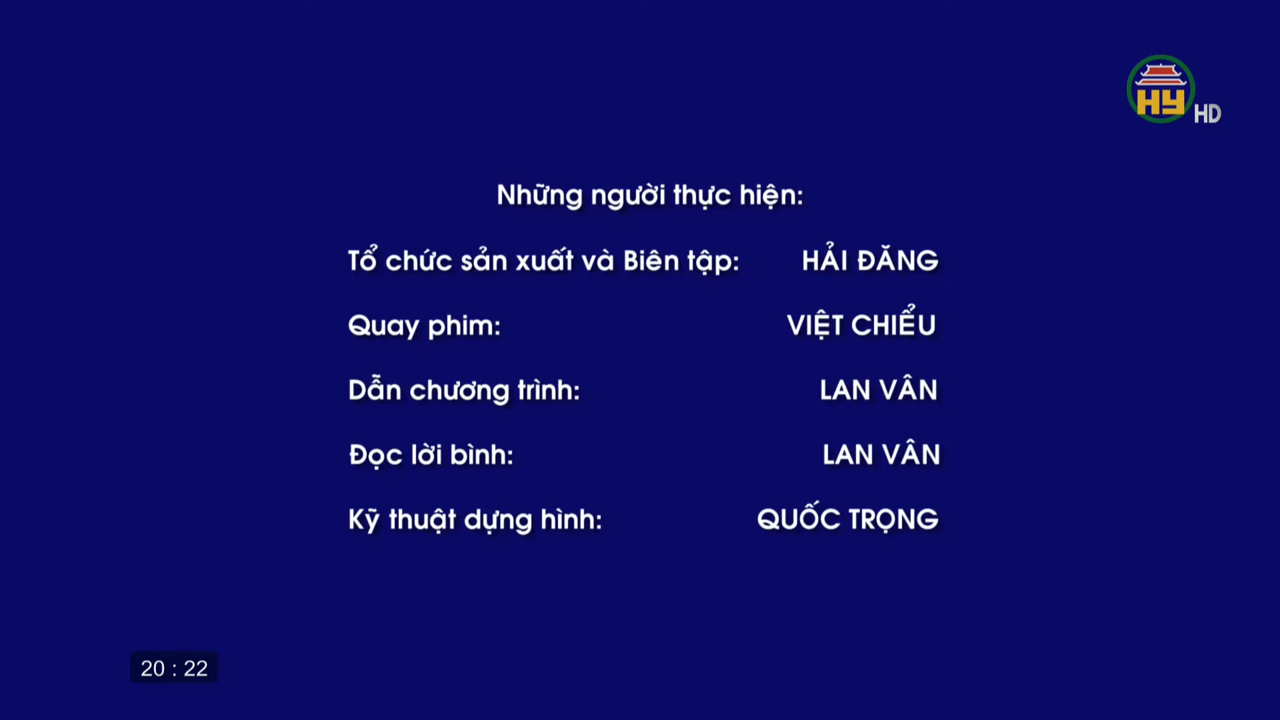 HY HD
Những người thực hiện:
Tổ chức sản xuất và Biên tập: HẢI ĐĂNG
Quay phim: VIỆT CHIỂU
Dẫn chương trình: LAN VÂN
Đọc lời bình: LAN VÂN
Kỹ thuật dựng hình: QUỐC TRỌNG
20 : 22